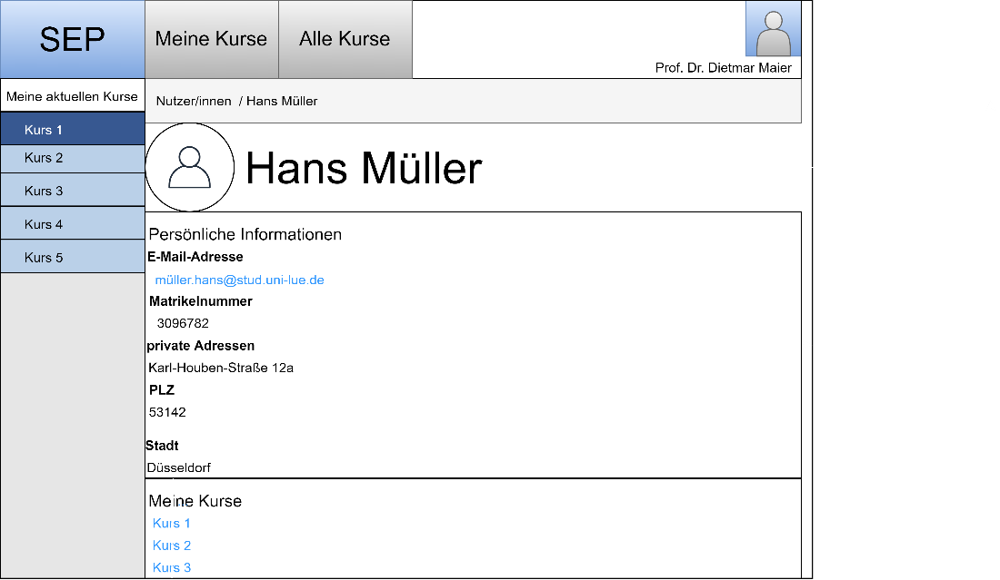 SEP
Meine Kurse
Alle Kurse
Prof. Dr. Dietmar Maier
Meine aktuellen Kurse
Kurs 1
Kurs 2
Kurs 3
Kurs 4
Kurs 5
Nutzer/innen / Hans Müller
Hans Müller
Persönliche Informationen
E-Mail-Adresse
müller.hans@stud.uni-lue.de
Matrikelnummer
3096782
private Adressen
Karl-Houben-Straße 12a
PLZ
53142
Stadt
Düsseldorf
Meine Kurse
Kurs 1
Kurs 2
Kurs 3